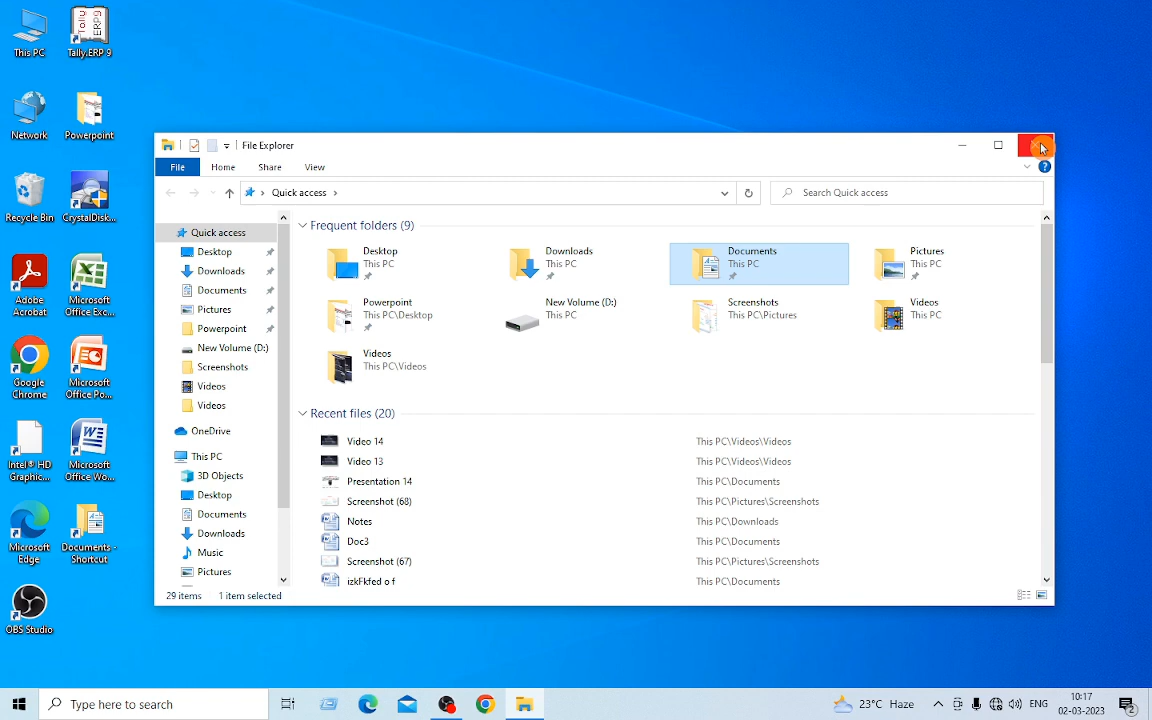 This PC
Tally.ERP 9
Network
Powerpoint
Recycle Bin
CrystalDisk...
Adobe
Acrobat
Microsoft
Office Exc...
Google
Chrome
Microsoft
Office Po...
Intel® HD
Graphic...
Microsoft
Office Wo...
Microsoft
Edge
Documents -
Shortcut
OBS Studio
File Explorer
File
Home
Share
View
Quick access
Search Quick access
Quick access
Desktop
Downloads
Documents
Pictures
Powerpoint
New Volume (D:)
Screenshots
Videos
Videos
OneDrive
This PC
3D Objects
Desktop
Documents
Downloads
Music
Pictures
Frequent folders (9)
Desktop
This PC
Downloads
This PC
Documents
This PC
Pictures
This PC
Powerpoint
This PC\Desktop
New Volume (D:)
This PC
Screenshots
This PC\Pictures
Videos
This PC
Videos
This PC\Videos
Recent files (20)
Video 14 This PC\Videos\Videos
Video 13 This PC\Videos\Videos
Presentation 14 This PC\Documents
Screenshot (68) This PC\Pictures\Screenshots
Notes This PC\Downloads
Doc3 This PC\Documents
Screenshot (67) This PC\Pictures\Screenshots
izkFkfed o f This PC\Documents
29 items 1 item selected
Type here to search
23°C Haze
ENG
10:17
02-03-2023
2